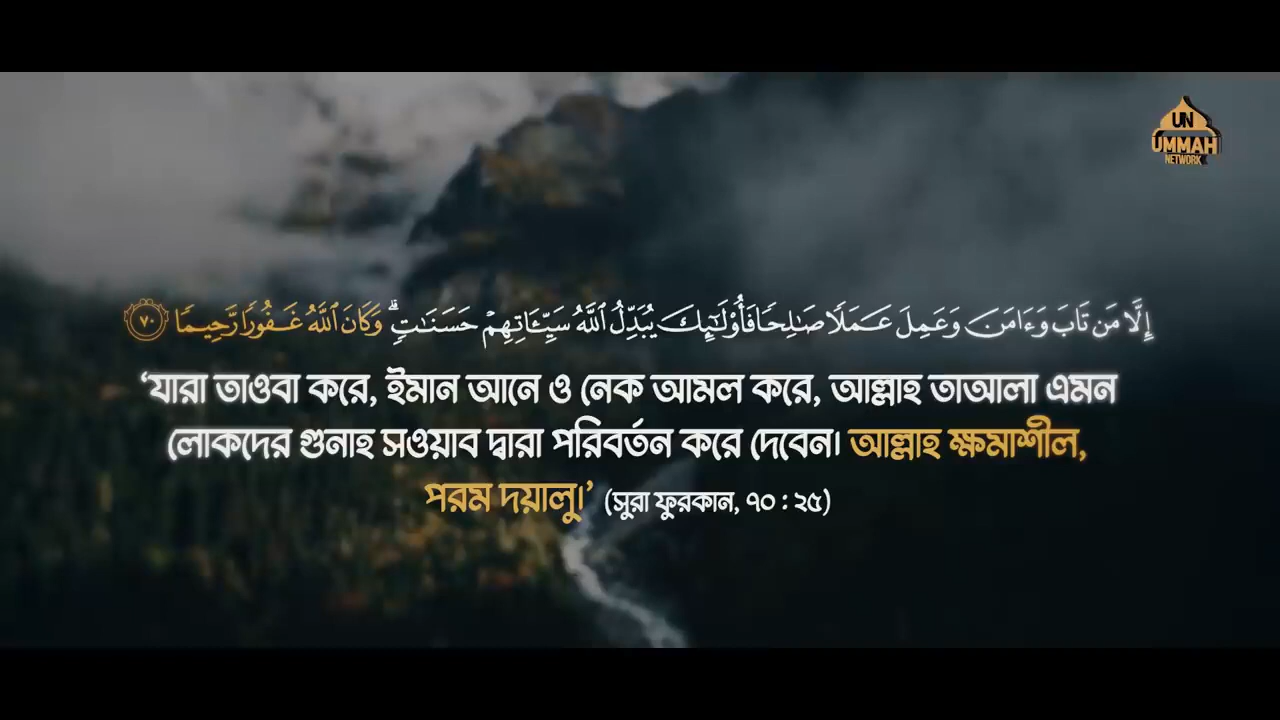 UN
UMMAH
NETWORK
إِلَّا مَن تَابَ وَءَامَنَ وَعَمِلَ عَمَلًا صَـٰلِحًا فَأُو۟لَـٰٓئِكَ يُبَدِّلُ ٱللَّهُ سَيِّـَٔاتِهِمْ حَسَنَـٰتٍ ۗ وَكَانَ ٱللَّهُ غَفُورًا رَّحِيمًا ٧٠
‘যারা তাওবা করে, ইমান আনে ও নেক আমল করে, আল্লাহ তাআলা এমন
লোকদের গুনাহ সওয়াব দ্বারা পরিবর্তন করে দেবেন। আল্লাহ ক্ষমাশীল,
পরম দয়ালু।’ (সুরা ফুরকান, ৭০ : ২৫)